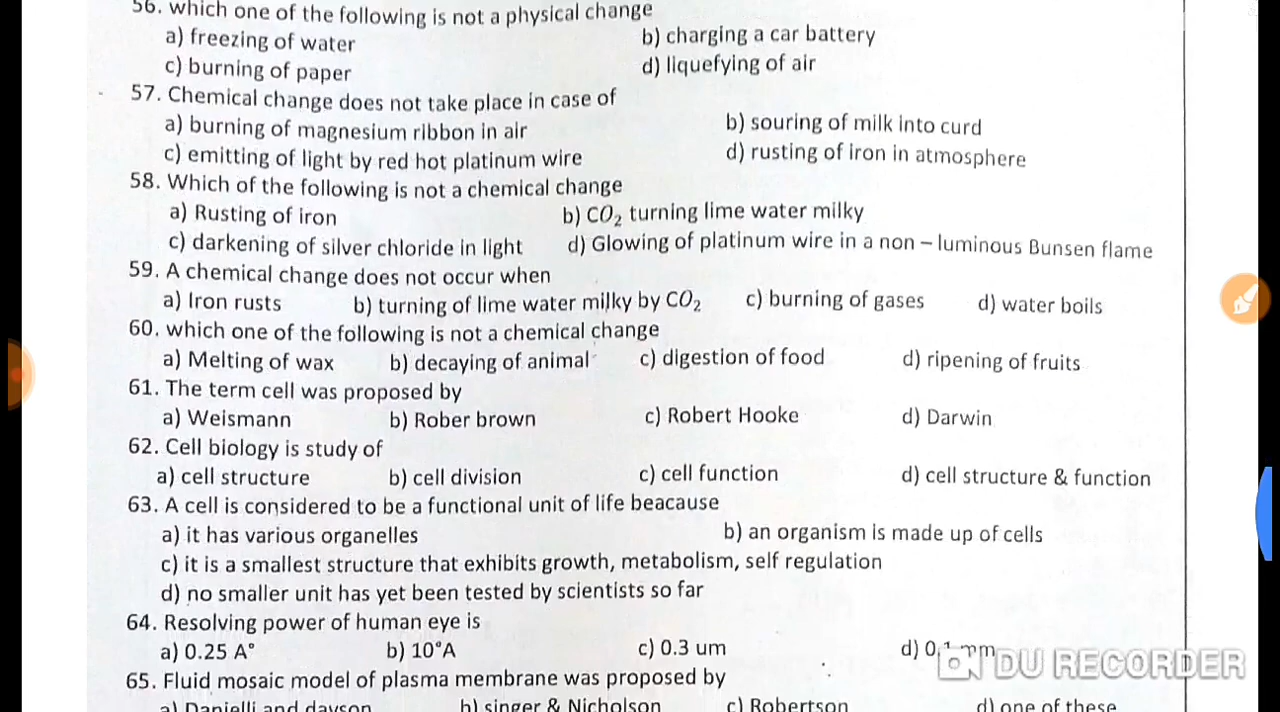 56. which one of the following is not a physical change
a) freezing of water b) charging a car battery
c) burning of paper d) liquefying of air
57. Chemical change does not take place in case of
a) burning of magnesium ribbon in air b) souring of milk into curd
c) emitting of light by red hot platinum wire d) rusting of iron in atmosphere
58. Which of the following is not a chemical change
a) Rusting of iron b) CO₂ turning lime water milky
c) darkening of silver chloride in light d) Glowing of platinum wire in a non – luminous Bunsen flame
59. A chemical change does not occur when
a) Iron rusts b) turning of lime water milky by CO₂ c) burning of gases d) water boils
60. which one of the following is not a chemical change
a) Melting of wax b) decaying of animal c) digestion of food d) ripening of fruits
61. The term cell was proposed by
a) Weismann b) Rober brown c) Robert Hooke d) Darwin
62. Cell biology is study of
a) cell structure b) cell division c) cell function d) cell structure & function
63. A cell is considered to be a functional unit of life beacause
a) it has various organelles b) an organism is made up of cells
c) it is a smallest structure that exhibits growth, metabolism, self regulation
d) no smaller unit has yet been tested by scientists so far
64. Resolving power of human eye is
a) 0.25 A° b) 10°A c) 0.3 um d) 0.1 mm
DU RECORDER
65. Fluid mosaic model of plasma membrane was proposed by
a) Danielli and davson b) singer & Nicholson c) Robertson d) one of these